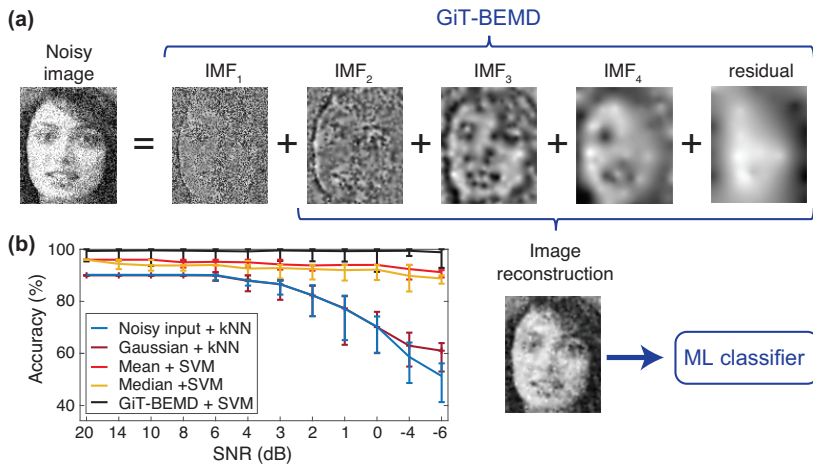 (a)
GiT-BEMD
Noisy
image
IMF1
IMF2
IMF3
IMF4
residual
= + + + +
(b)
Accuracy (%)
100
80
60
40
Noisy input + kNN
Gaussian + kNN
Mean + SVM
Median +SVM
GiT-BEMD + SVM
20 14 10 8 6 4 3 2 1 0 -4 -6
SNR (dB)
Image
reconstruction
ML classifier